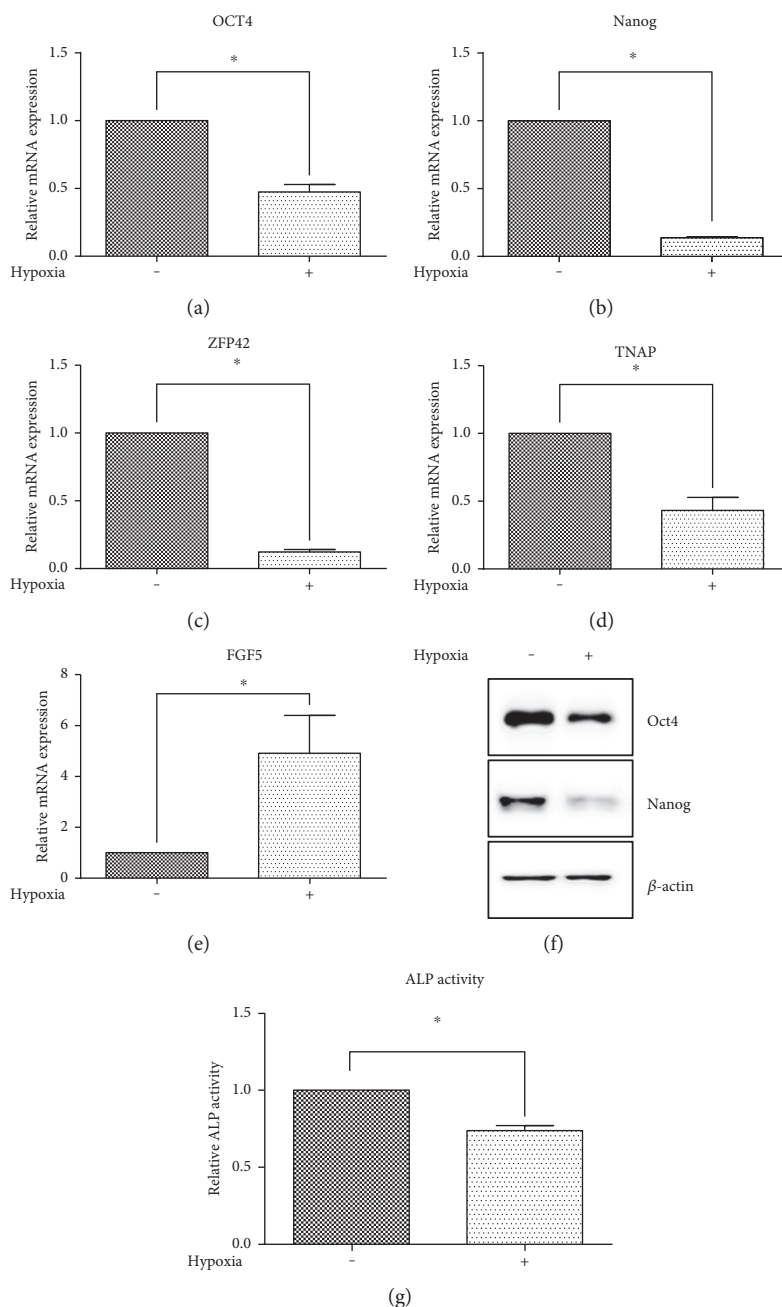 OCT4
Relative mRNA expression
1.5
1.0
0.5
0.0
*
Hypoxia - +
(a)
Nanog
Relative mRNA expression
1.5
1.0
0.5
0.0
*
Hypoxia - +
(b)
ZFP42
Relative mRNA expression
1.5
1.0
0.5
0.0
*
Hypoxia - +
(c)
TNAP
Relative mRNA expression
1.5
1.0
0.5
0.0
*
Hypoxia - +
(d)
FGF5
Relative mRNA expression
8
6
4
2
0
*
Hypoxia - +
(e)
Hypoxia - +
Oct4
Nanog
β-actin
(f)
ALP activity
Relative ALP activity
1.5
1.0
0.5
0.0
*
Hypoxia - +
(g)